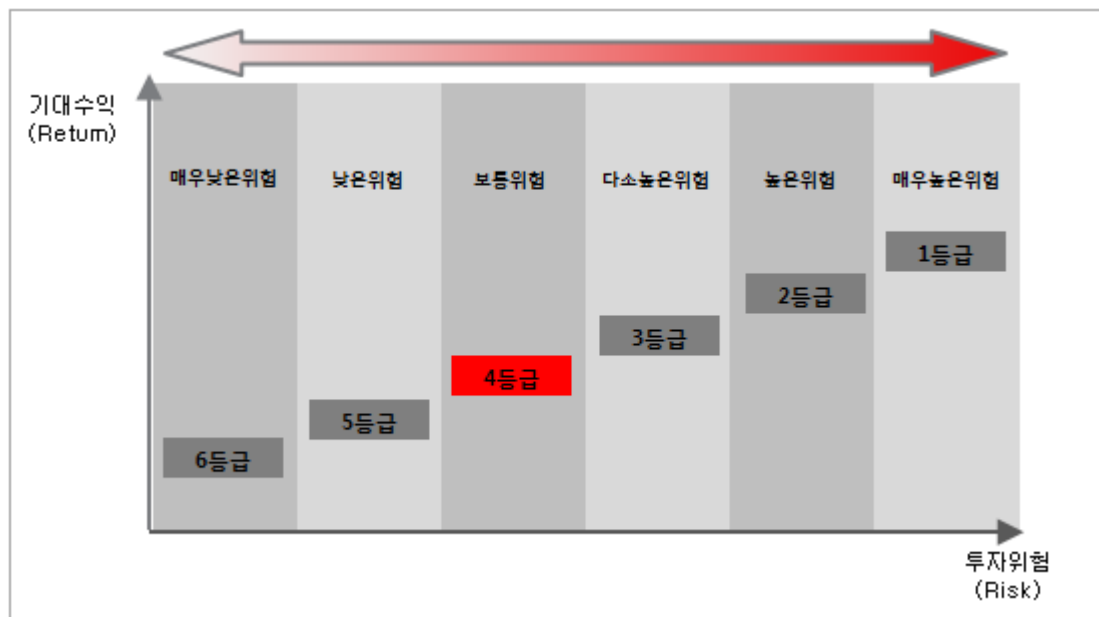 기대수익
(Return)
매우낮은위험
낮은위험
보통위험
다소높은위험
높은위험
매우높은위험
1등급
2등급
3등급
4등급
5등급
6등급
투자위험
(Risk)